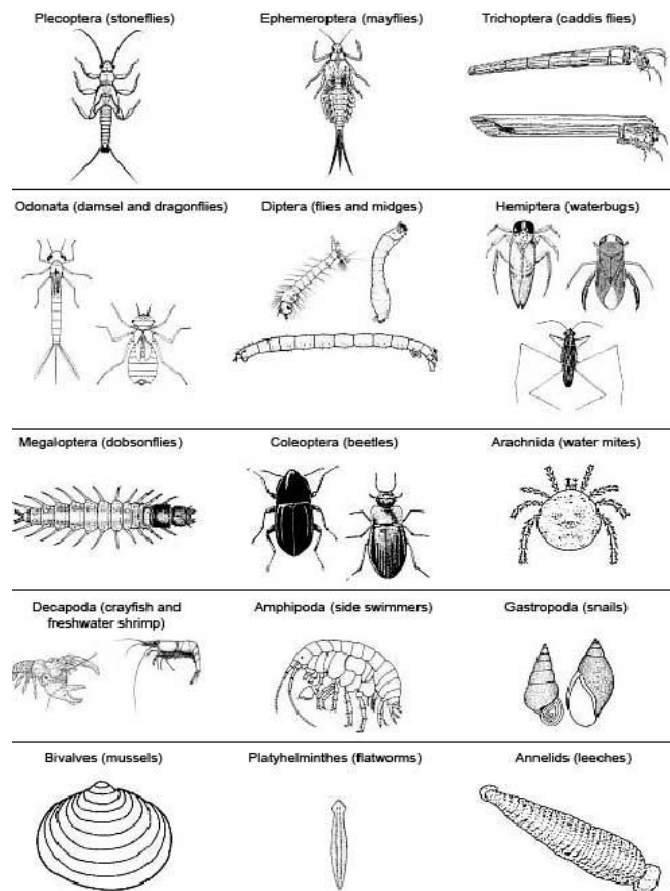 Plecoptera (stoneflies)
Ephemeroptera (mayflies)
Trichoptera (caddis flies)
Odonata (damsel and dragonflies)
Diptera (flies and midges)
Hemiptera (waterbugs)
Megaloptera (dobsonflies)
Coleoptera (beetles)
Arachnida (water mites)
Decapoda (crayfish and
freshwater shrimp)
Amphipoda (side swimmers)
Gastropoda (snails)
Bivalves (mussels)
Platyhelminthes (flatworms)
Annelids (leeches)